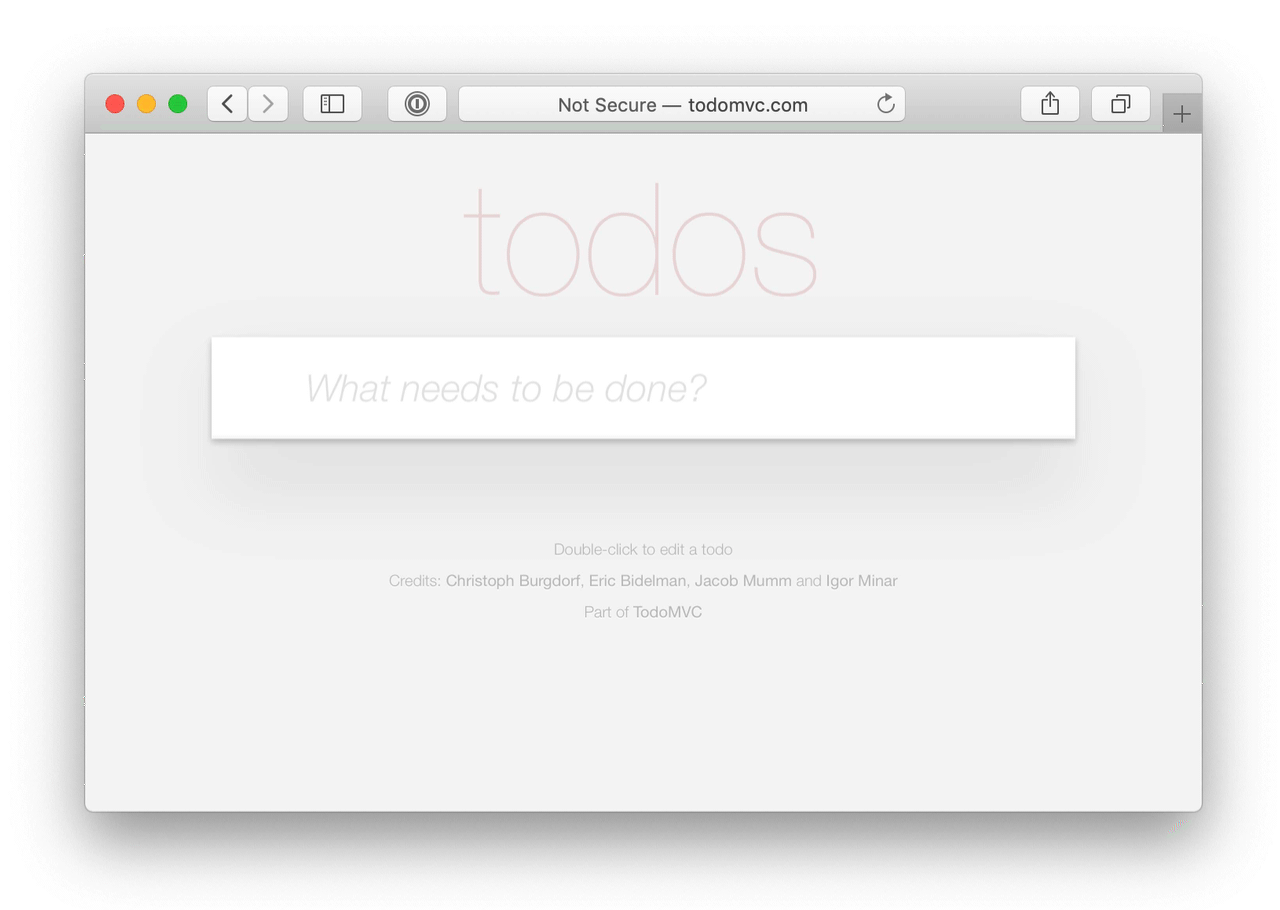 Not Secure — todomvc.com
todos
What needs to be done?
Double-click to edit a todo
Credits: Christoph Burgdorf, Eric Bidelman, Jacob Mumm and Igor Minar
Part of TodoMVC